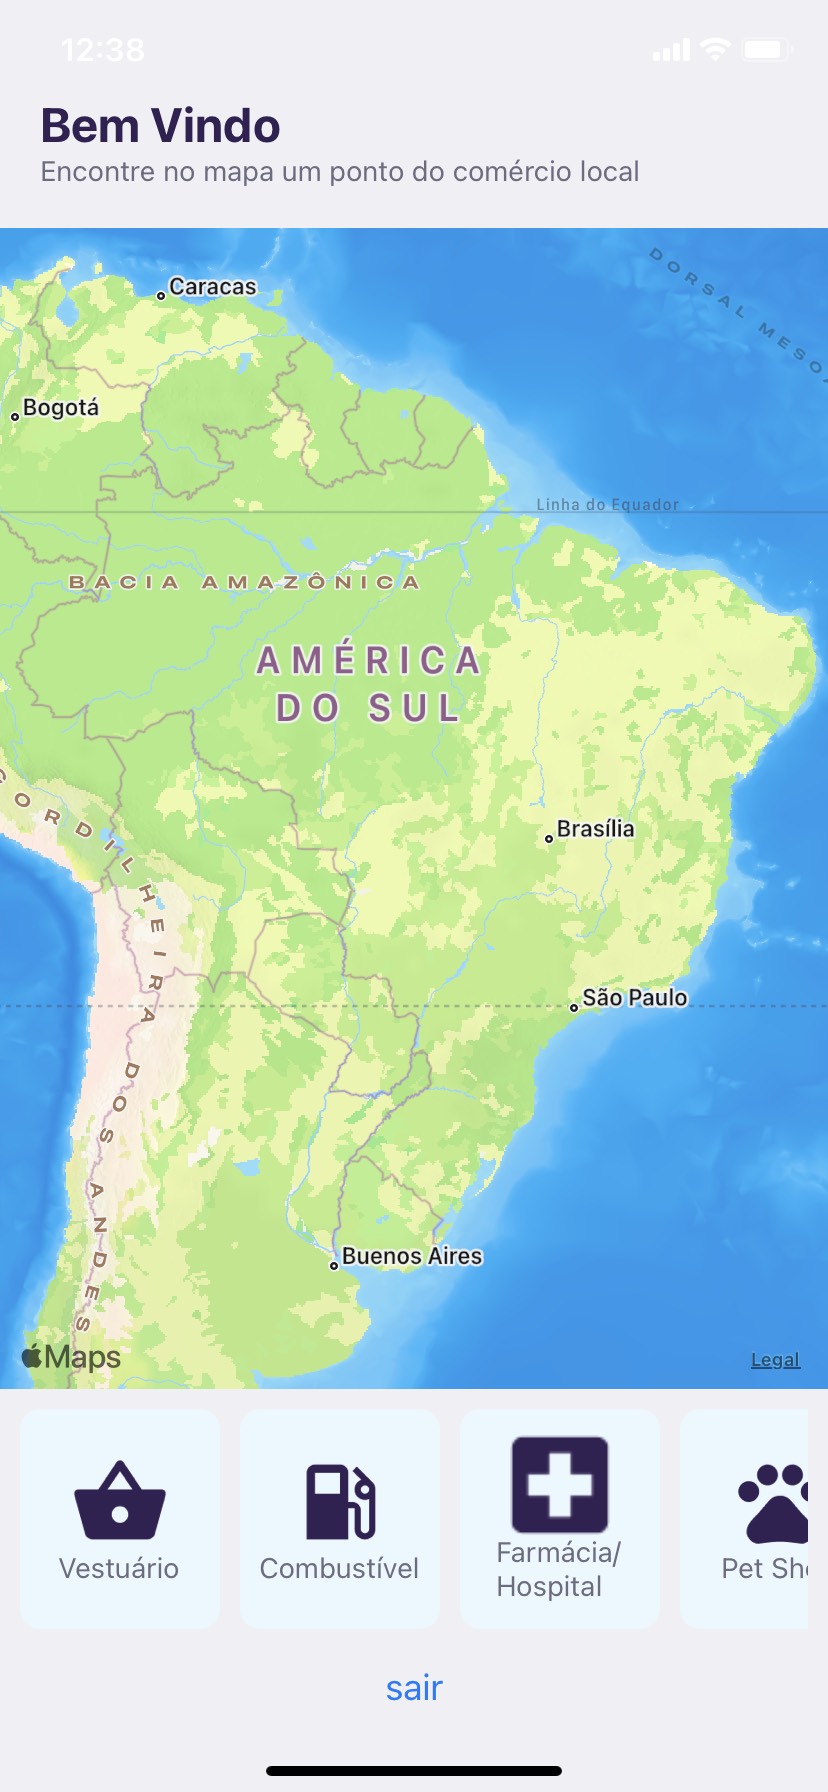 12:38
Bem Vindo
Encontre no mapa um ponto do comércio local
DORSAL MESO
Caracas
Bogotá
Linha do Equador
BACIA AMAZÔNICA
AMÉRICA
DO SUL
CORDILHEIRA DOS ANDES
Brasília
São Paulo
Buenos Aires
Maps
Legal
Vestuário
Combustível
Farmácia/
Hospital
Pet Sho
sair